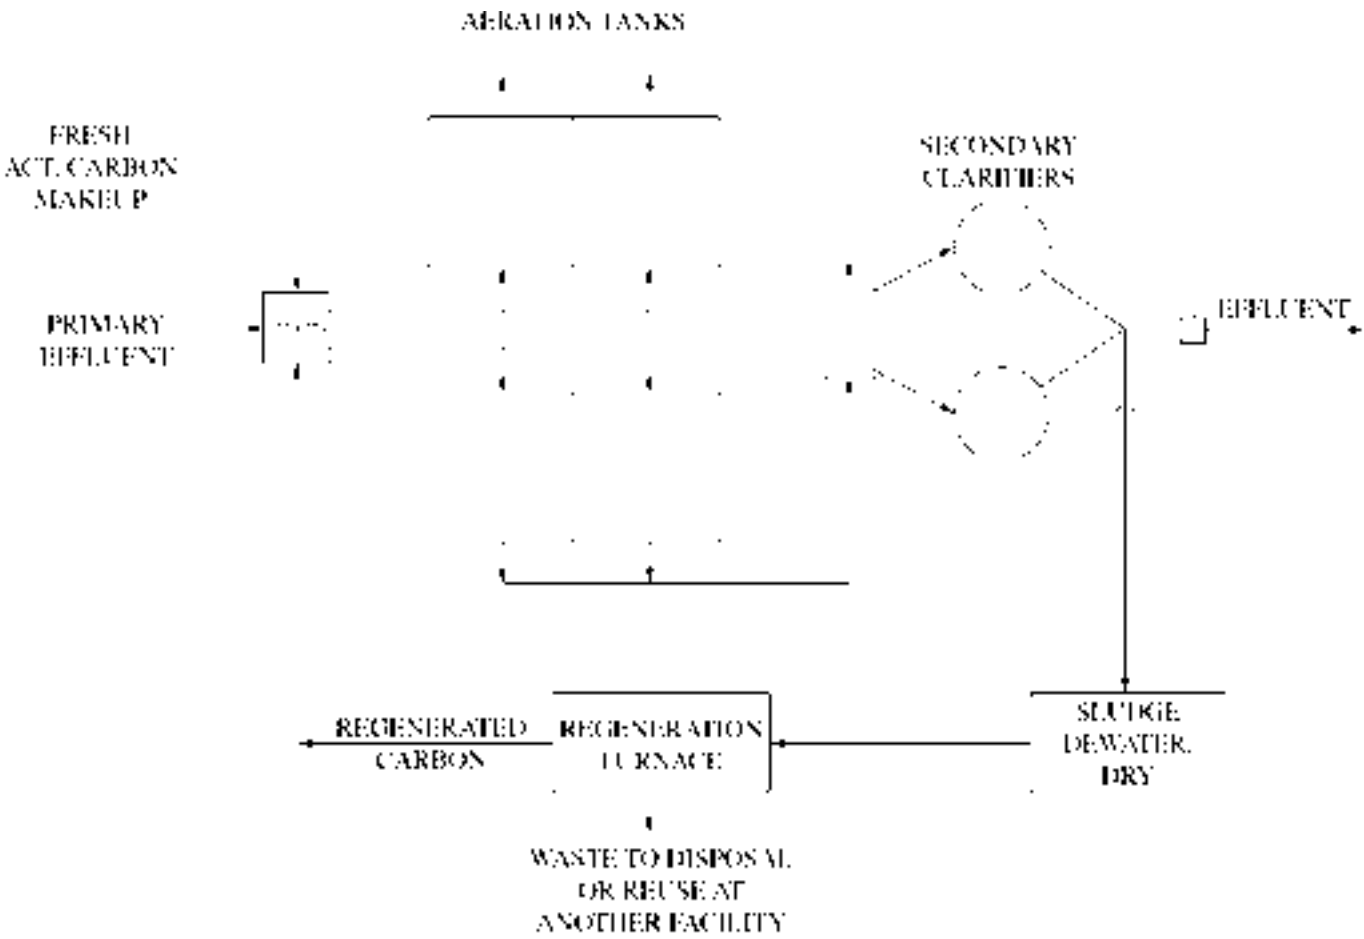 AERATION TANKS
FRESH
ACT. CARBON
MAKEUP
SECONDARY
CLARIFIERS
PRIMARY
EFFLUENT
EFFLUENT
REGENERATED
CARBON
REGENERATION
FURNACE
SLUDGE
DEWATER,
DRY
WASTE TO DISPOSAL
OR REUSE AT
ANOTHER FACILITY